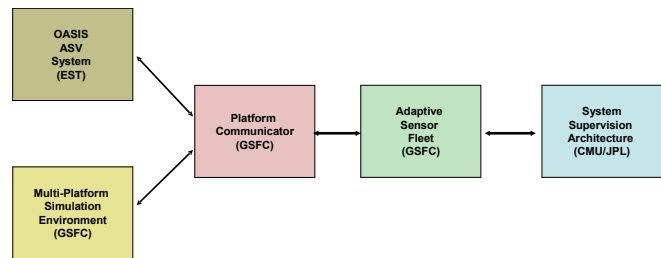 OASIS
ASV
System
(EST)
Platform
Communicator
(GSFC)
Adaptive
Sensor
Fleet
(GSFC)
System
Supervision
Architecture
(CMU/JPL)
Multi-Platform
Simulation
Environment
(GSFC)